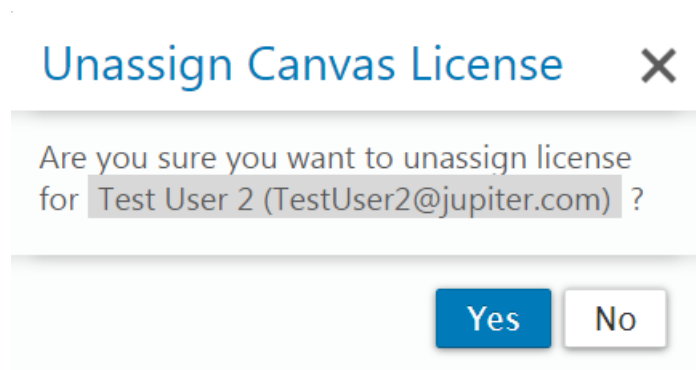 Unassign Canvas License
Are you sure you want to unassign license
for Test User 2 (TestUser2@jupiter.com) ?
Yes No